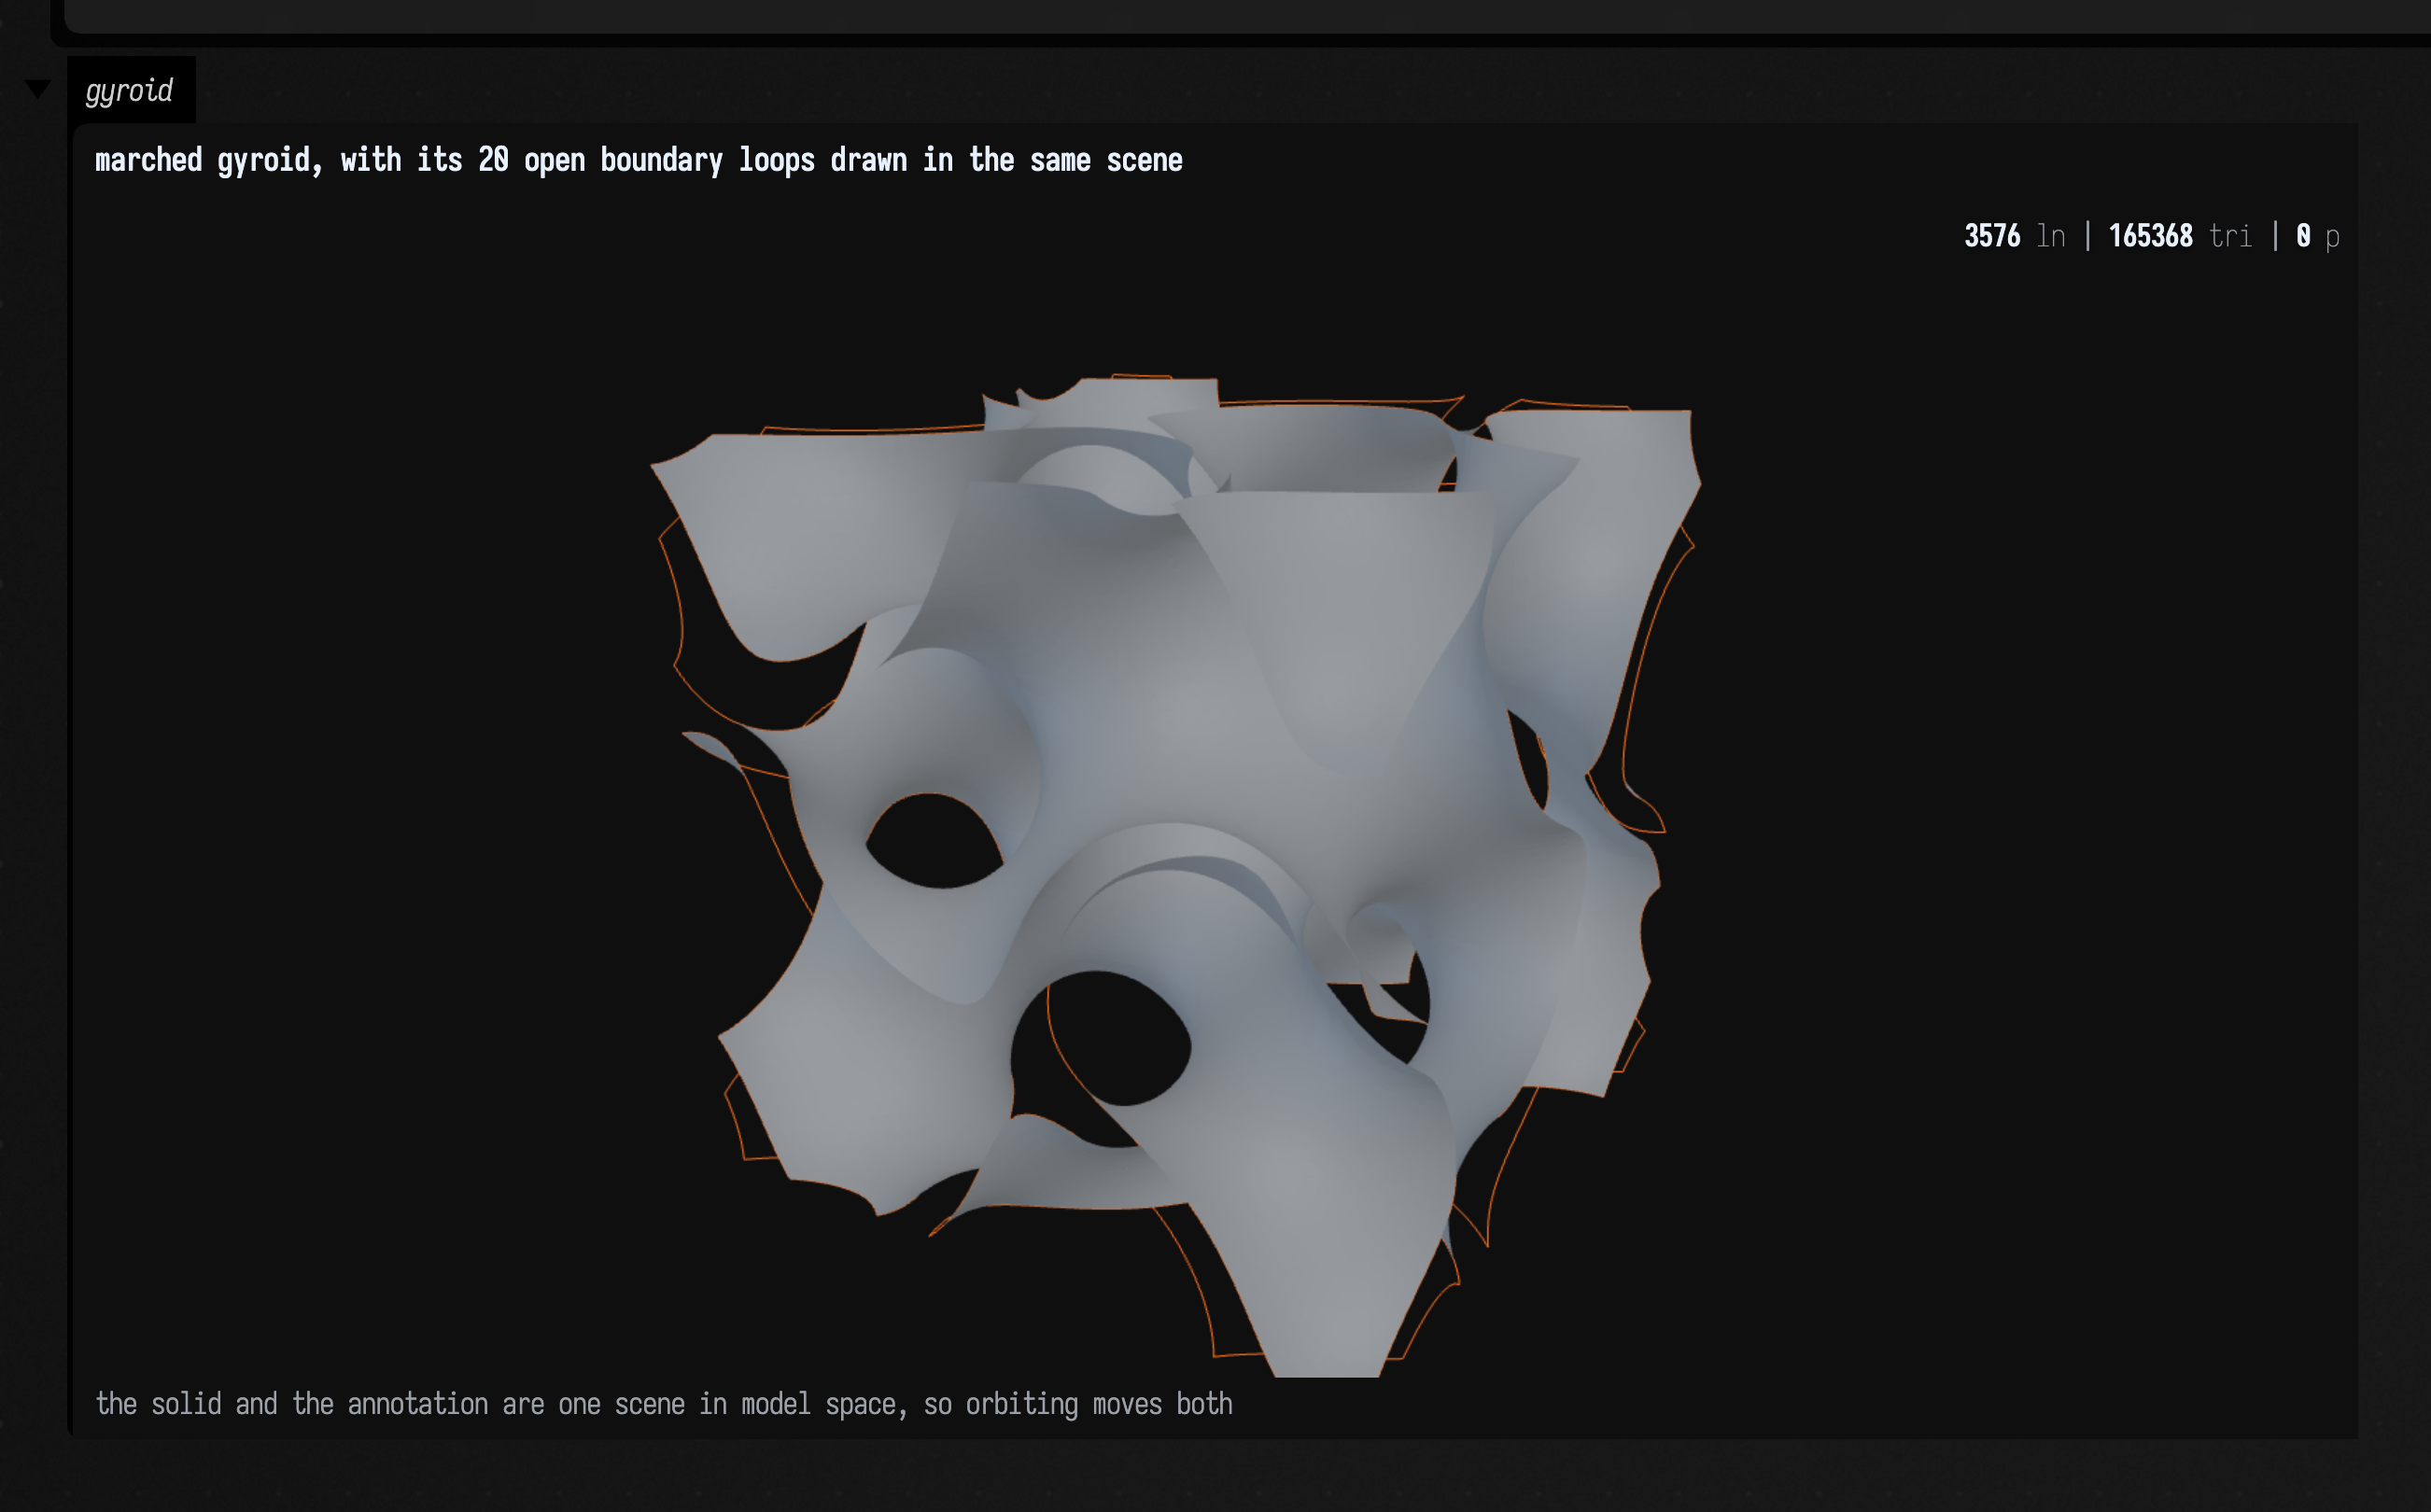 gyroid
marched gyroid, with its 20 open boundary loops drawn in the same scene
3576 ln | 165368 tri | 0 p
the solid and the annotation are one scene in model space, so orbiting moves both